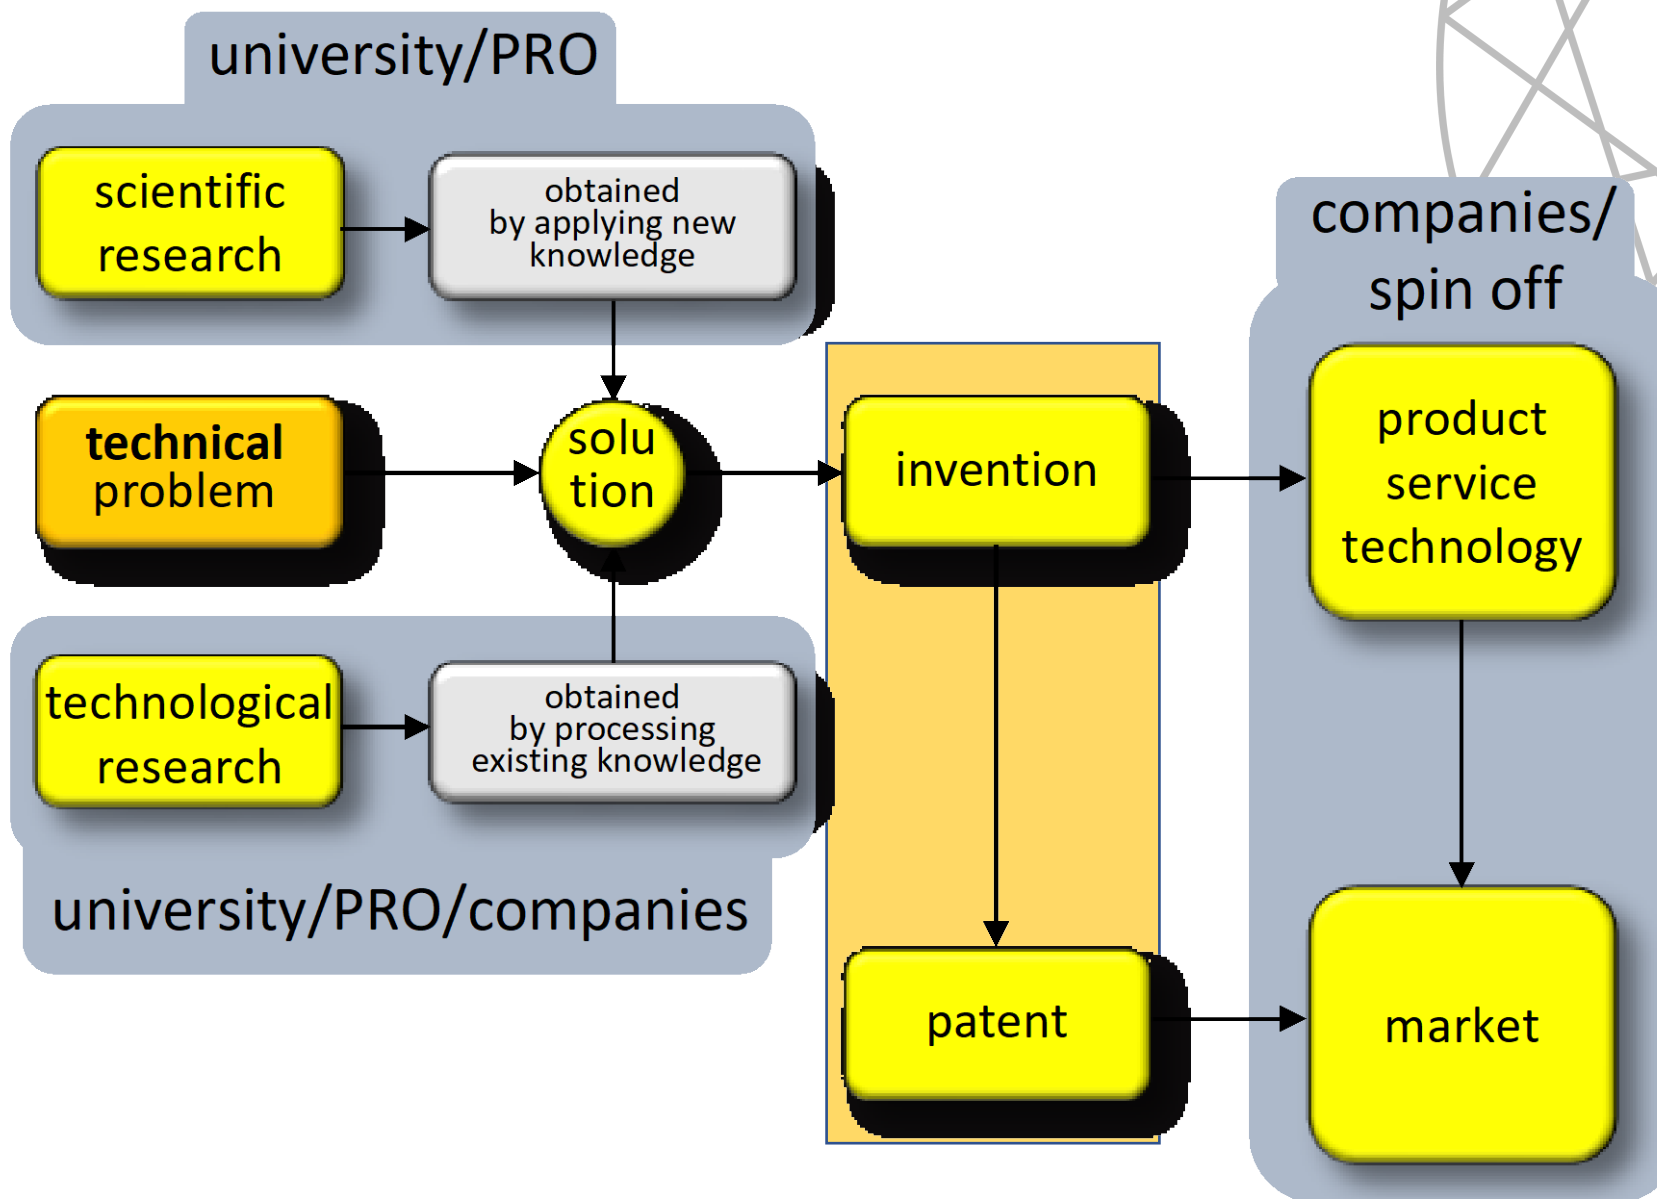 university/PRO
scientific
research
obtained
by applying new
knowledge
companies/
spin off
technical
problem
solu
tion
invention
product
service
technology
technological
research
obtained
by processing
existing knowledge
university/PRO/companies
patent
market